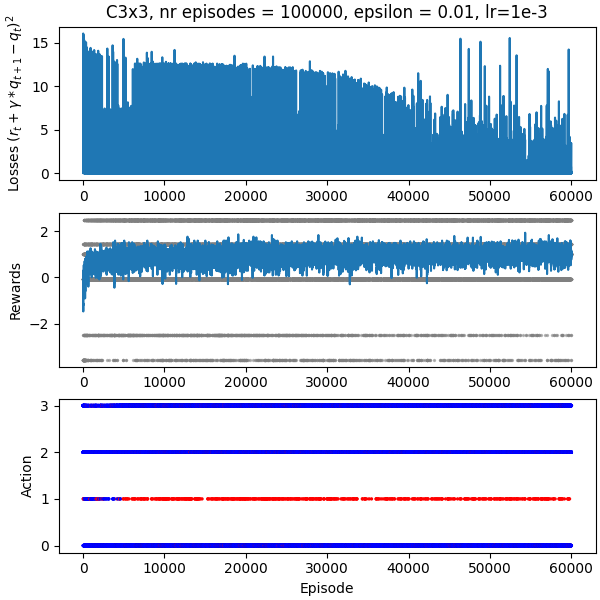 C3x3, nr episodes = 100000, epsilon = 0.01, lr=1e-3
Losses $(r_t + \gamma * q_{t+1} - q_t)^2$
15
10
5
0
0 10000 20000 30000 40000 50000 60000
Rewards
2
0
−2
0 10000 20000 30000 40000 50000 60000
Action
3
2
1
0
0 10000 20000 30000 40000 50000 60000
Episode